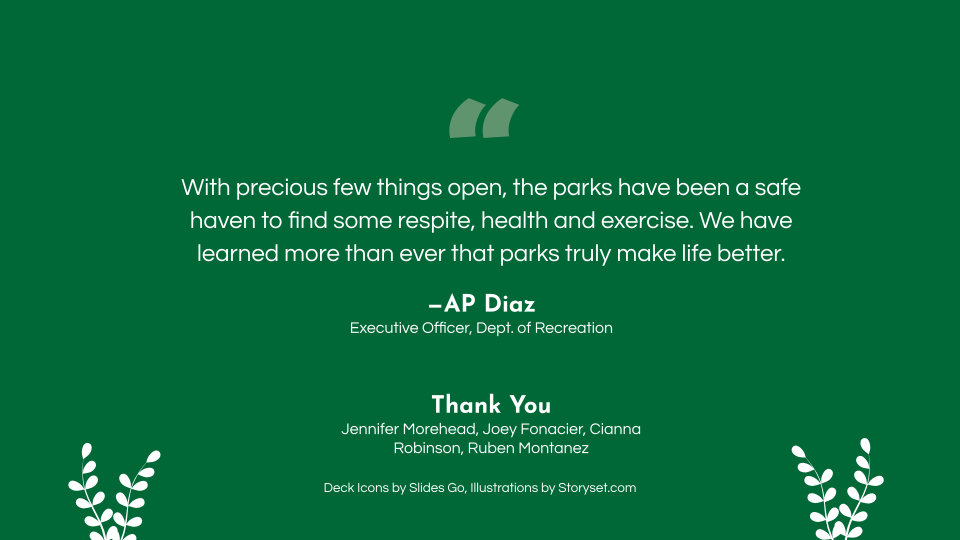 “
With precious few things open, the parks have been a safe
haven to find some respite, health and exercise. We have
learned more than ever that parks truly make life better.
—AP Diaz
Executive Officer, Dept. of Recreation
Thank You
Jennifer Morehead, Joey Fonacier, Cianna
Robinson, Ruben Montanez
Deck Icons by Slides Go, Illustrations by Storyset.com